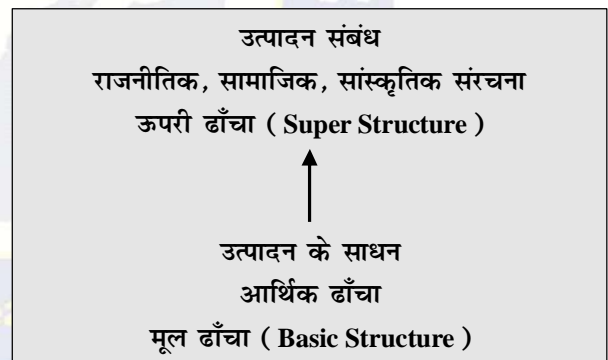 उत्पादन संबंध
राजनीतिक, सामाजिक, सांस्कृतिक संरचना
ऊपरी ढाँचा ( Super Structure )
उत्पादन के साधन
आर्थिक ढाँचा
मूल ढाँचा ( Basic Structure )